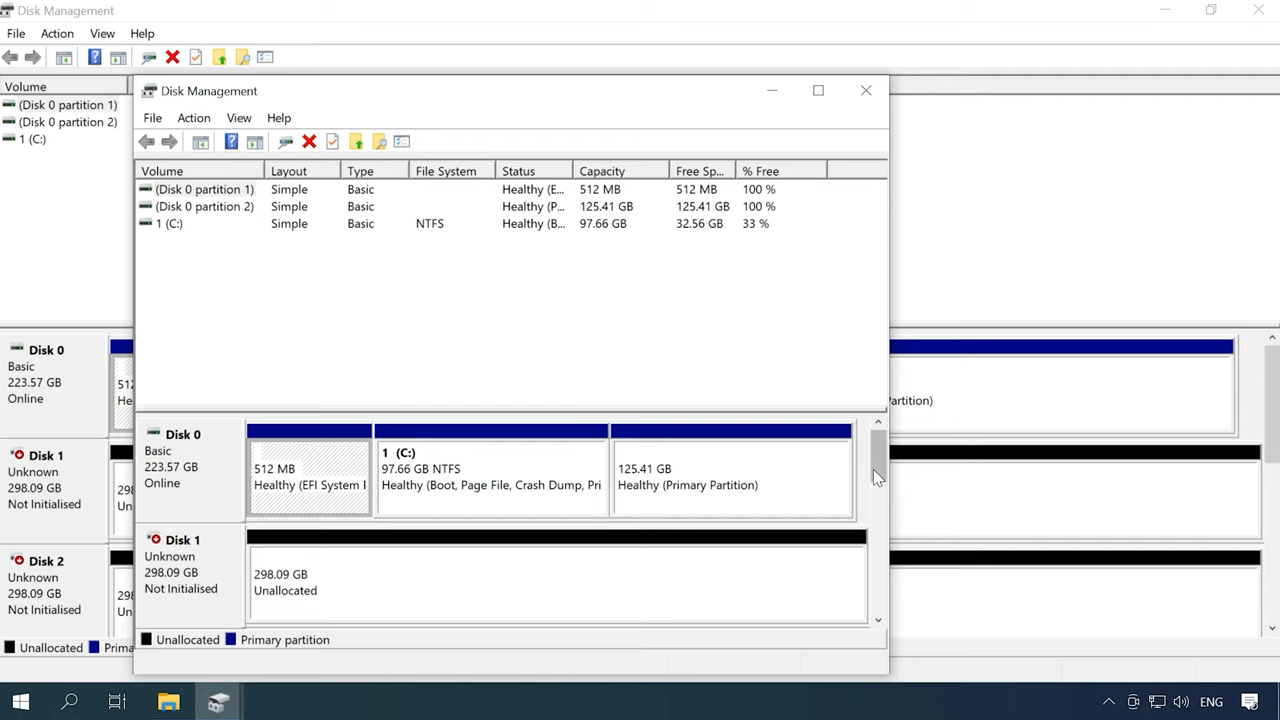 Disk Management
File Action View Help
Volume
(Disk 0 partition 1)
(Disk 0 partition 2)
1 (C:)
Disk 0
Basic
223.57 GB
Online
512
He
artition)
Disk 1
Unknown
298.09 GB
Not Initialised
298
Un
Disk 2
Unknown
298.09 GB
Not Initialised
298
Un
Unallocated Prima
Disk Management
File Action View Help
Volume Layout Type File System Status Capacity Free Sp... % Free
(Disk 0 partition 1) Simple Basic Healthy (E... 512 MB 512 MB 100 %
(Disk 0 partition 2) Simple Basic Healthy (P... 125.41 GB 125.41 GB 100 %
1 (C:) Simple Basic NTFS Healthy (B... 97.66 GB 32.56 GB 33 %
Disk 0
Basic
223.57 GB
Online
512 MB
Healthy (EFI System P
1 (C:)
97.66 GB NTFS
Healthy (Boot, Page File, Crash Dump, Pri
125.41 GB
Healthy (Primary Partition)
Disk 1
Unknown
298.09 GB
Not Initialised
298.09 GB
Unallocated
Unallocated Primary partition
ENG